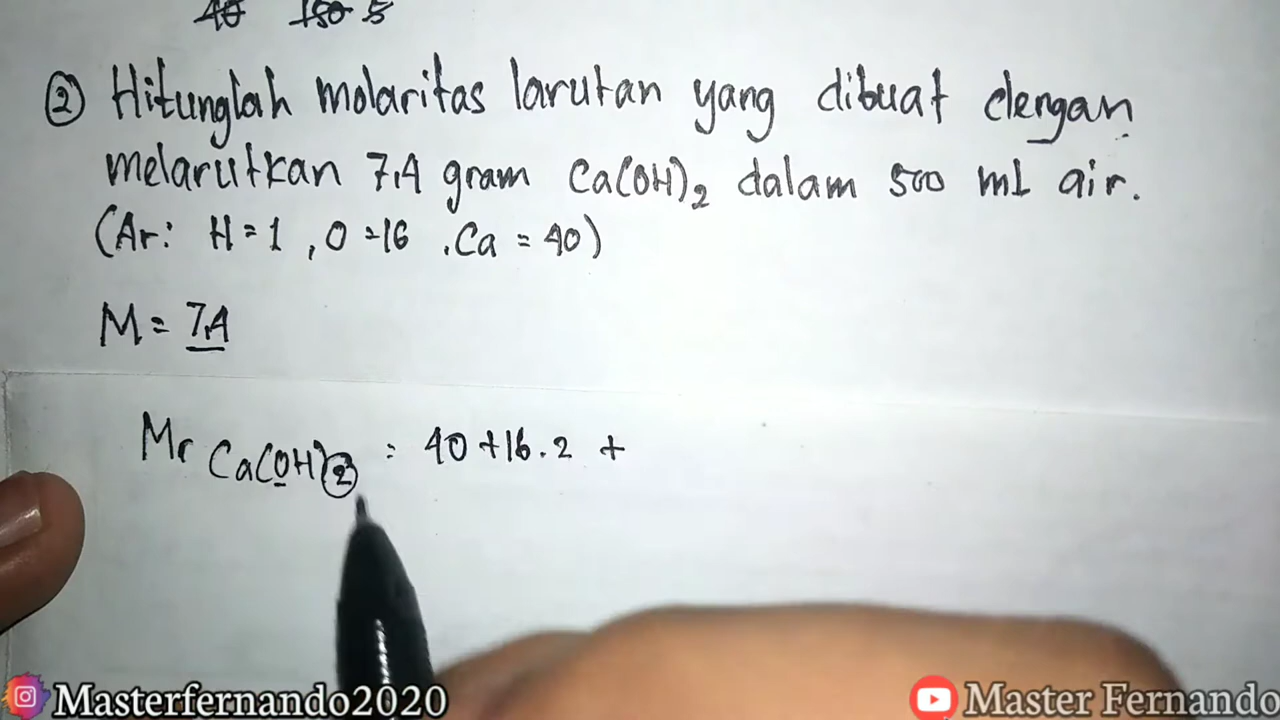 40 150 5
② Hitunglah molaritas larutan yang dibuat dengan
melarutkan 7,4 gram Ca(OH)2 dalam 500 mL air.
(Ar: H = 1 , O = 16 , Ca = 40)
M = 7,4
Mr Ca(OH)2 = 40 + 16 . 2 +
Masterfernando2020
Master Fernando